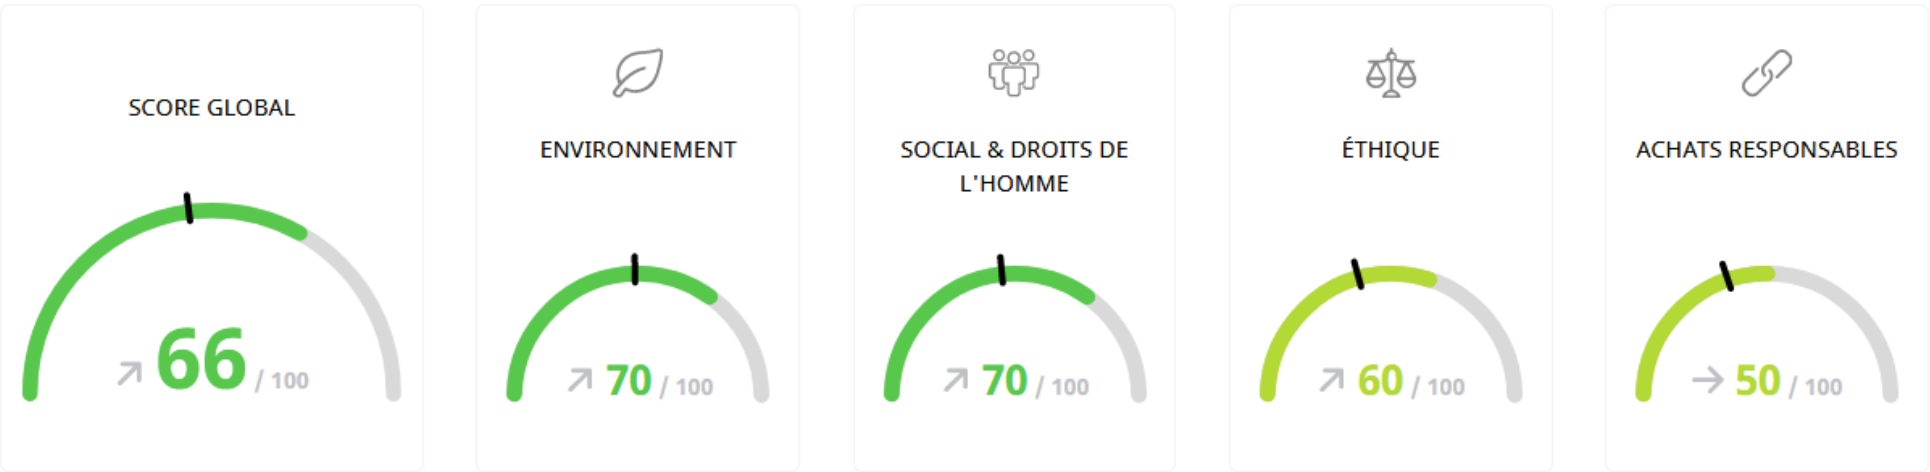 SCORE GLOBAL
66 / 100
ENVIRONNEMENT
70 / 100
SOCIAL & DROITS DE
L'HOMME
70 / 100
ÉTHIQUE
60 / 100
ACHATS RESPONSABLES
50 / 100